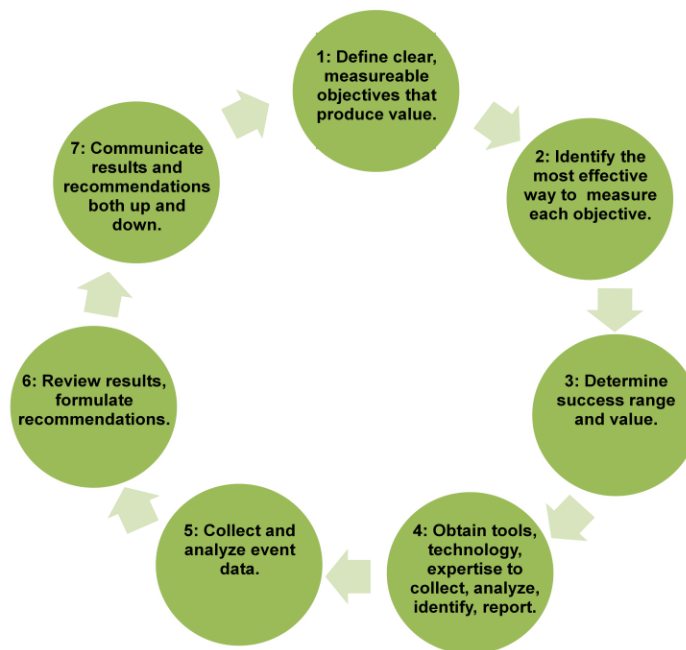 1: Define clear,
measureable
objectives that
produce value.
2: Identify the
most effective
way to  measure
each objective.
3: Determine
success range
and value.
4: Obtain tools,
technology,
expertise to
collect, analyze,
identify, report.
5: Collect and
analyze event
data.
6: Review results,
formulate
recommendations.
7: Communicate
results and
recommendations
both up and
down.